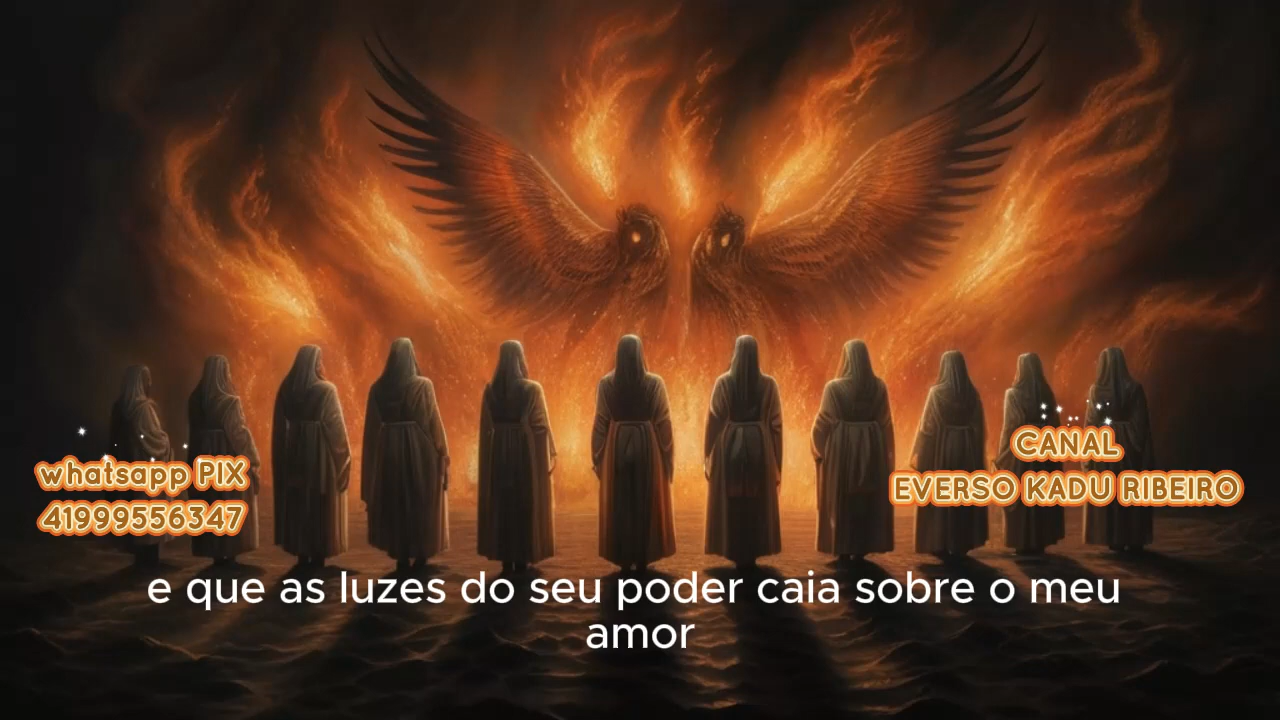 whatsapp PIX
41999556347
CANAL
EVERSO KADU RIBEIRO
e que as luzes do seu poder caia sobre o meu
amor